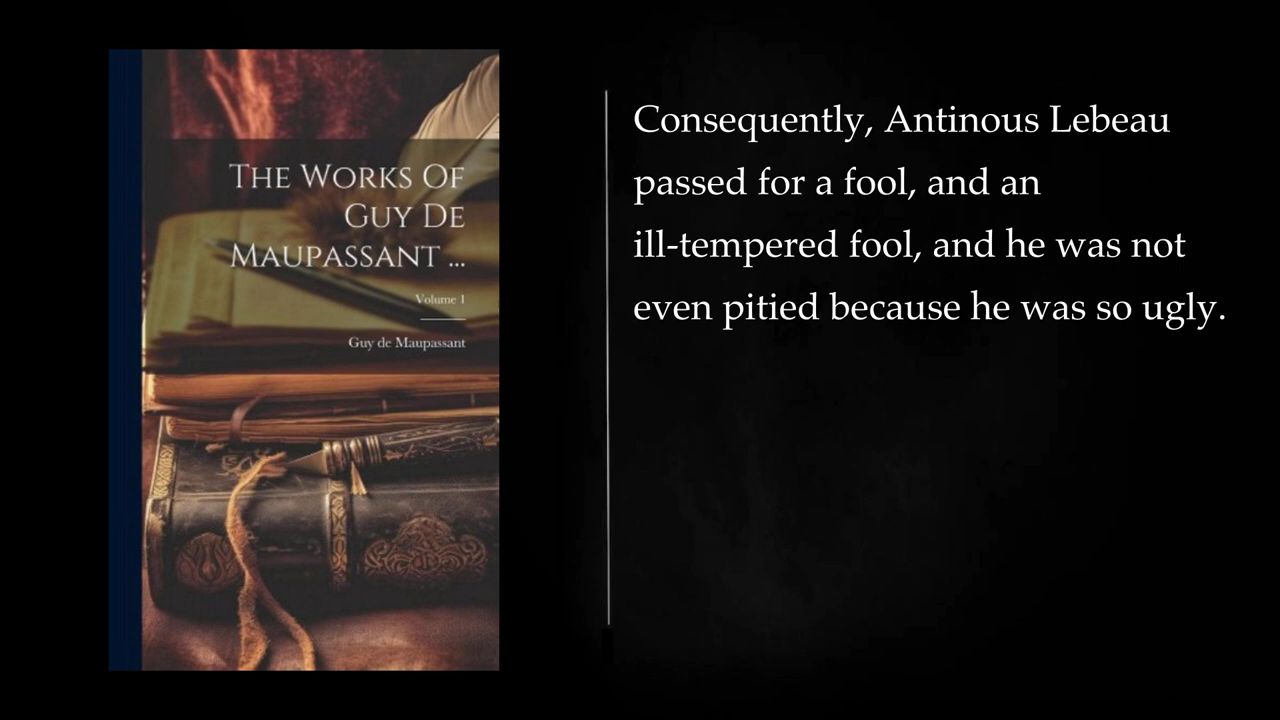 The Works Of
Guy De
Maupassant ...
Volume 1
Guy de Maupassant
Consequently, Antinous Lebeau
passed for a fool, and an
ill-tempered fool, and he was not
even pitied because he was so ugly.